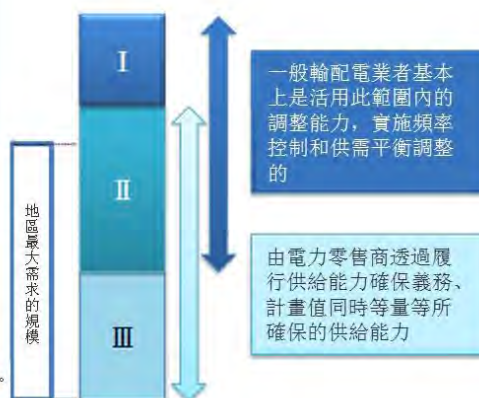 I
II
III
地區最大需求的規模
一般輸配電業者基本
上是活用此範圍內的
調整能力，實施頻率
控制和供需平衡調整
的
由電力零售商透過履
行供給能力確保義務、
計畫值同時等量等所
確保的供給能力
。